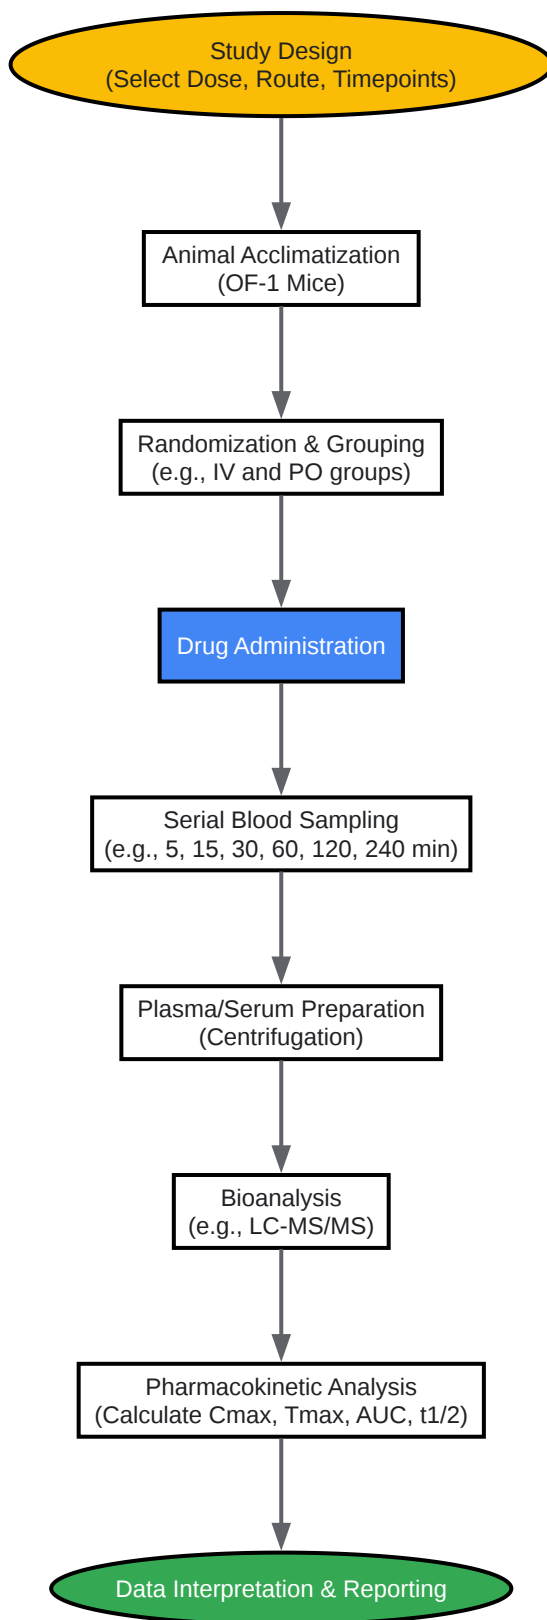 Study Design
(Select Dose, Route, Timepoints)
Animal Acclimatization
(OF-1 Mice)
Randomization & Grouping
(e.g., IV and PO groups)
Drug Administration
Serial Blood Sampling
(e.g., 5, 15, 30, 60, 120, 240 min)
Plasma/Serum Preparation
(Centrifugation)
Bioanalysis
(e.g., LC-MS/MS)
Pharmacokinetic Analysis
(Calculate Cmax, Tmax, AUC, t1/2)
Data Interpretation & Reporting